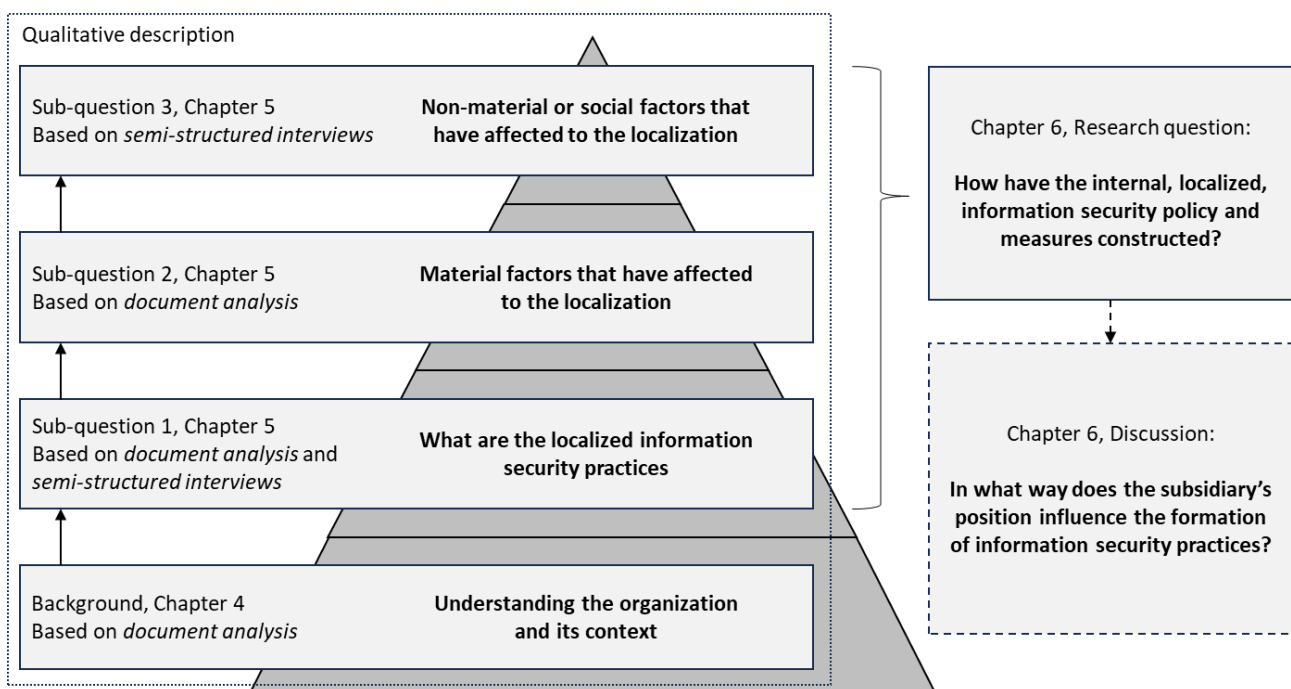 Qualitative description
Sub-question 3, Chapter 5
Based on semi-structured interviews
Non-material or social factors that
have affected to the localization
Sub-question 2, Chapter 5
Based on document analysis
Material factors that have affected
to the localization
Sub-question 1, Chapter 5
Based on document analysis and
semi-structured interviews
What are the localized information
security practices
Background, Chapter 4
Based on document analysis
Understanding the organization
and its context
Chapter 6, Research question:
How have the internal, localized,
information security policy and
measures constructed?
Chapter 6, Discussion:
In what way does the subsidiary’s
position influence the formation
of information security practices?